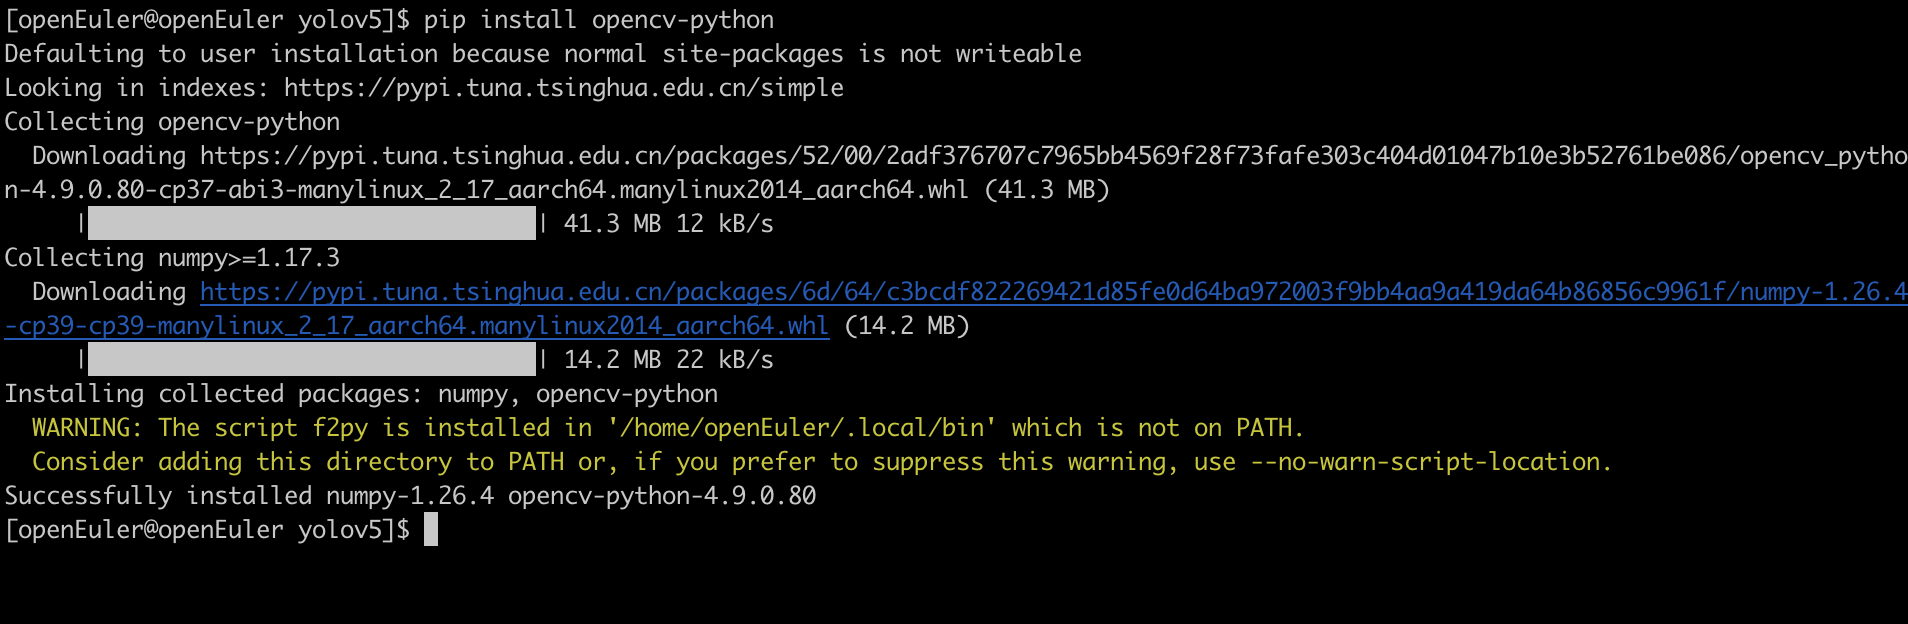 [openEuler@openEuler yolov5]$ pip install opencv-python
Defaulting to user installation because normal site-packages is not writeable
Looking in indexes: https://pypi.tuna.tsinghua.edu.cn/simple
Collecting opencv-python
  Downloading https://pypi.tuna.tsinghua.edu.cn/packages/52/00/2adf376707c7965bb4569f28f73fafe303c404d01047b10e3b52761be086/opencv_pytho
n-4.9.0.80-cp37-abi3-manylinux_2_17_aarch64.manylinux2014_aarch64.whl (41.3 MB)
| | 41.3 MB 12 kB/s
Collecting numpy>=1.17.3
  Downloading https://pypi.tuna.tsinghua.edu.cn/packages/6d/64/c3bcdf822269421d85fe0d64ba972003f9bb4aa9a419da64b86856c9961f/numpy-1.26.4
-cp39-cp39-manylinux_2_17_aarch64.manylinux2014_aarch64.whl (14.2 MB)
| | 14.2 MB 22 kB/s
Installing collected packages: numpy, opencv-python
  WARNING: The script f2py is installed in '/home/openEuler/.local/bin' which is not on PATH.
  Consider adding this directory to PATH or, if you prefer to suppress this warning, use --no-warn-script-location.
Successfully installed numpy-1.26.4 opencv-python-4.9.0.80
[openEuler@openEuler yolov5]$